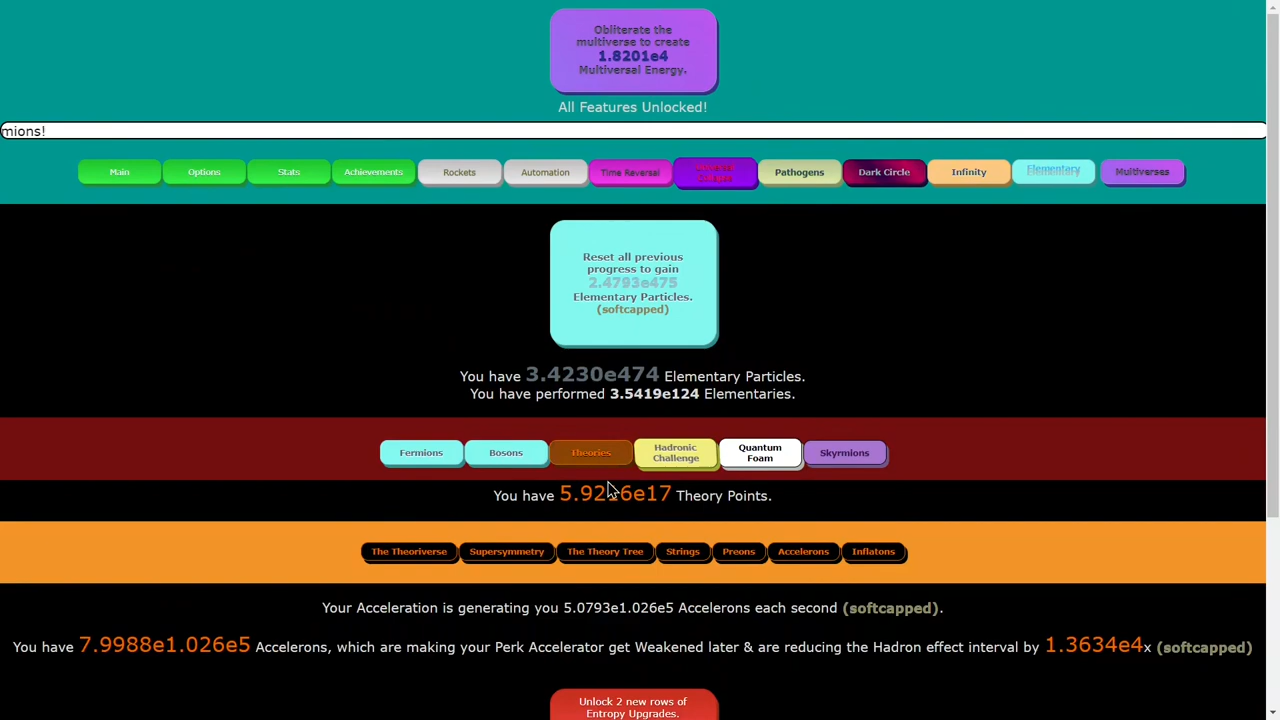 Obliterate the
multiverse to create
1.8201e4
Multiversal Energy.
All Features Unlocked!
mions!
Main Options Stats Achievements Rockets Automation Time Reversal Universal Collapse Pathogens Dark Circle Infinity Elementary Multiverses
Reset all previous
progress to gain
2.4793e475
Elementary Particles.
(softcapped)
You have 3.4230e474 Elementary Particles.
You have performed 3.5419e124 Elementaries.
Fermions Bosons Theories Hadronic Challenge Quantum Foam Skyrmions
You have Theory Points.
The Theoriverse Supersymmetry The Theory Tree Strings Preons Accelerons Inflatons
Your Acceleration is generating you 5.0793e1.026e5 Accelerons each second (softcapped).
You have 7.9988e1.026e5 Accelerons, which are making your Perk Accelerator get Weakened later & are reducing the Hadron effect interval by 1.3634e4x (softcapped)
Unlock 2 new rows of
Entropy Upgrades.